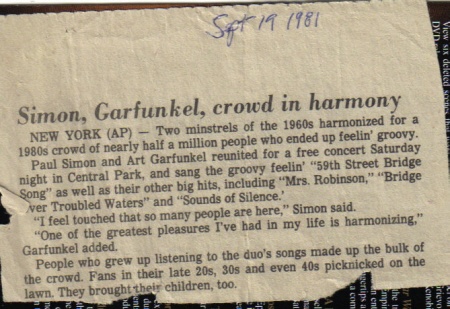 Sept 19 1981
Simon, Garfunkel, crowd in harmony
NEW YORK (AP) — Two minstrels of the 1960s harmonized for a
1980s crowd of nearly half a million people who ended up feelin' groovy.
Paul Simon and Art Garfunkel reunited for a free concert Saturday
night in Central Park, and sang the groovy feelin' "59th Street Bridge
Song" as well as their other big hits, including "Mrs. Robinson," "Bridge
ver Troubled Waters" and "Sounds of Silence.'
"I feel touched that so many people are here," Simon said.
"One of the greatest pleasures I've had in my life is harmonizing,"
Garfunkel added.
People who grew up listening to the duo's songs made up the bulk of
the crowd. Fans in their late 20s, 30s and even 40s picknicked on the
lawn. They brought their children, too.
View six deleted scenes
DVD